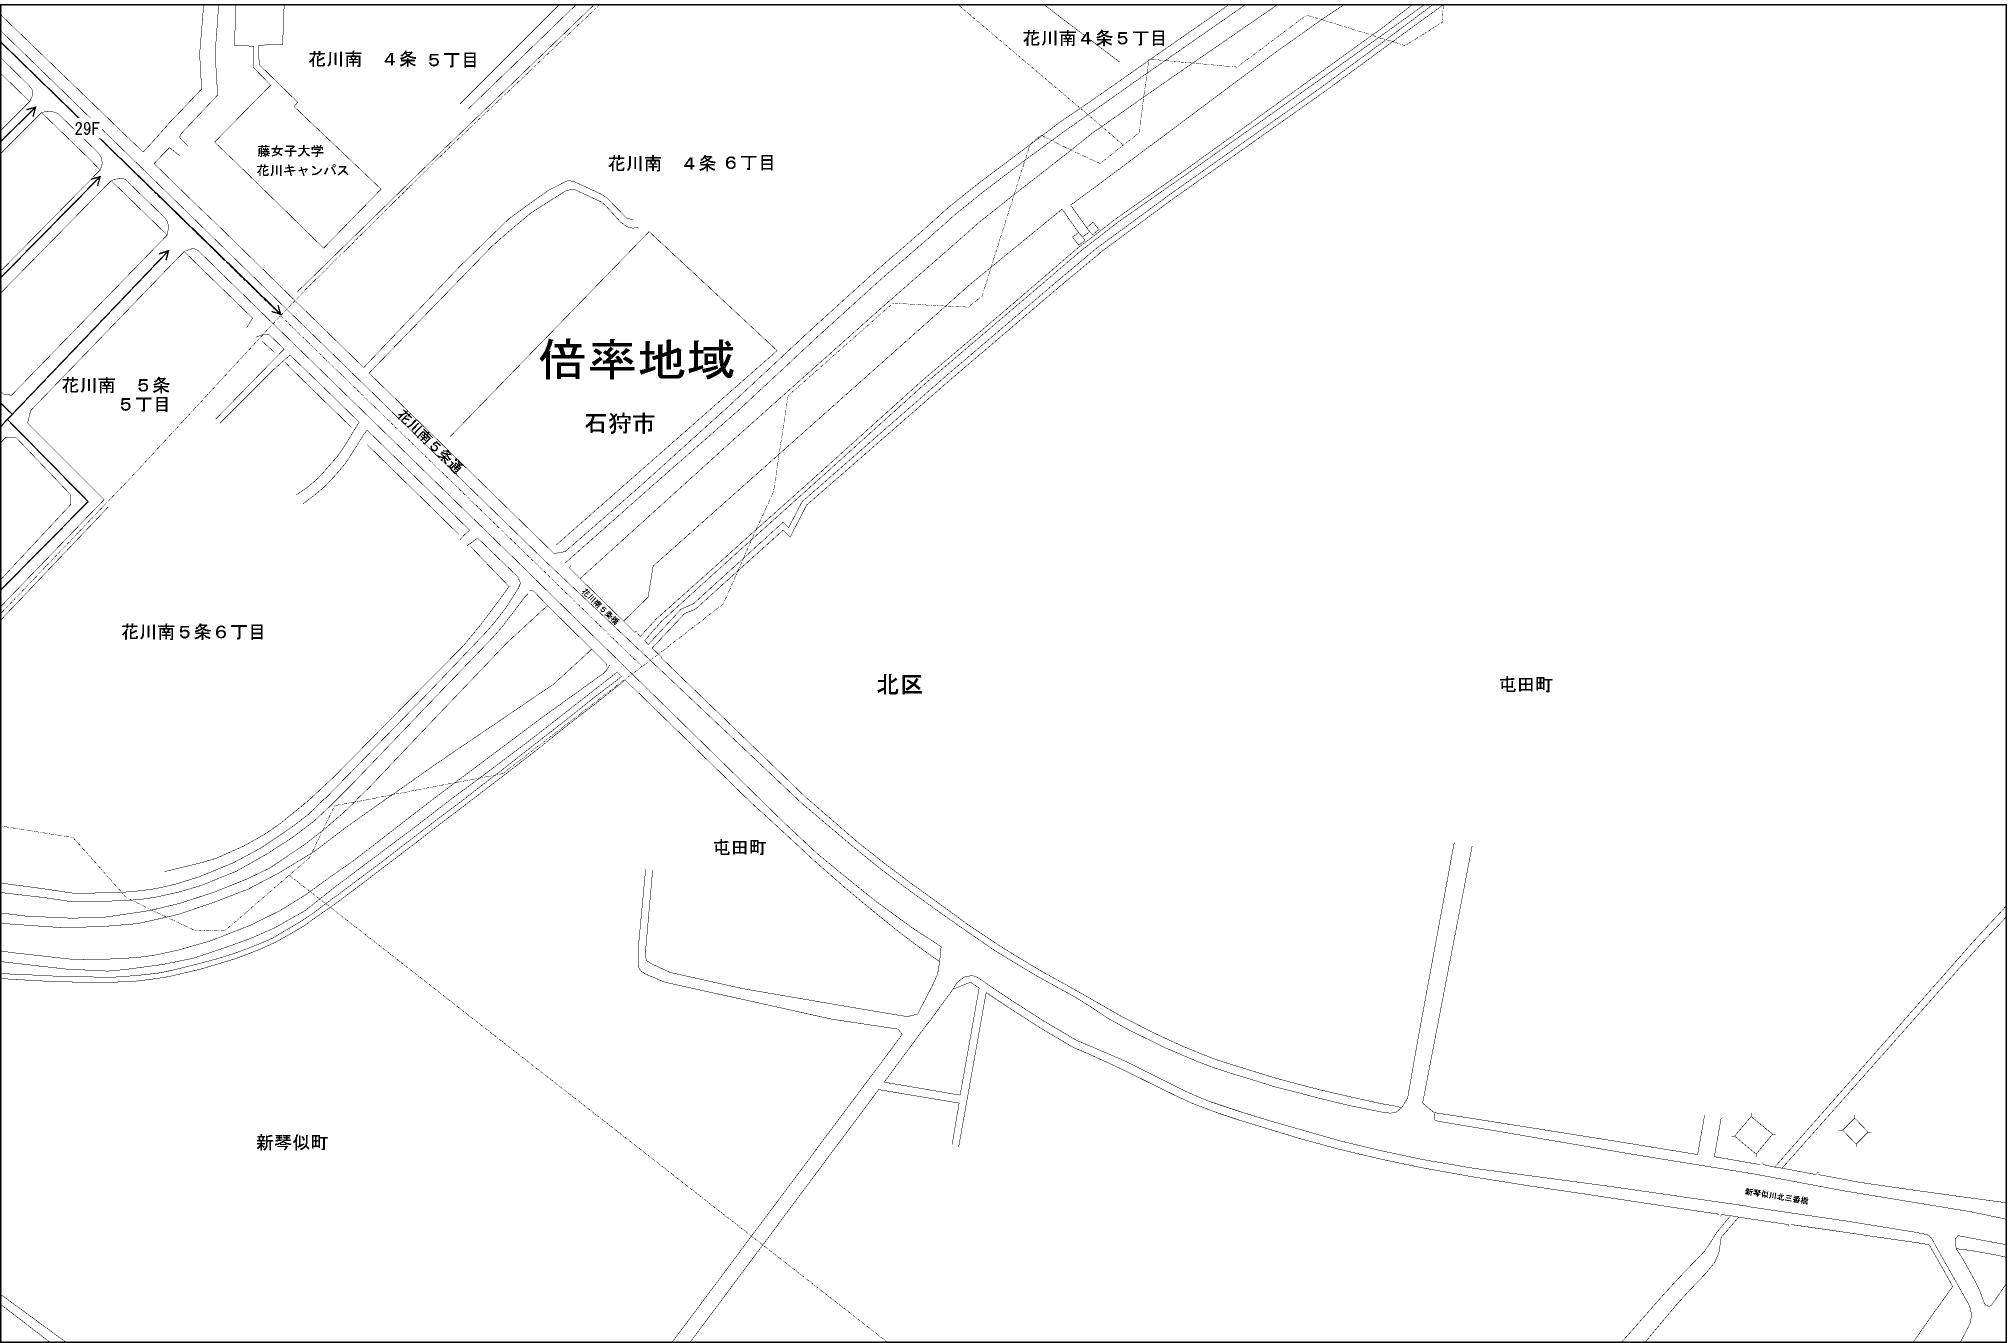 花川南４条５丁目
花川南　４条 ５丁目
29F
藤女子大学
花川キャンパス
花川南　４条 ６丁目
倍率地域
石狩市
花川南　５条
５丁目
花川南５条通
花川南５条橋
花川南５条６丁目
北区
屯田町
屯田町
新琴似町
新琴似川北三番橋